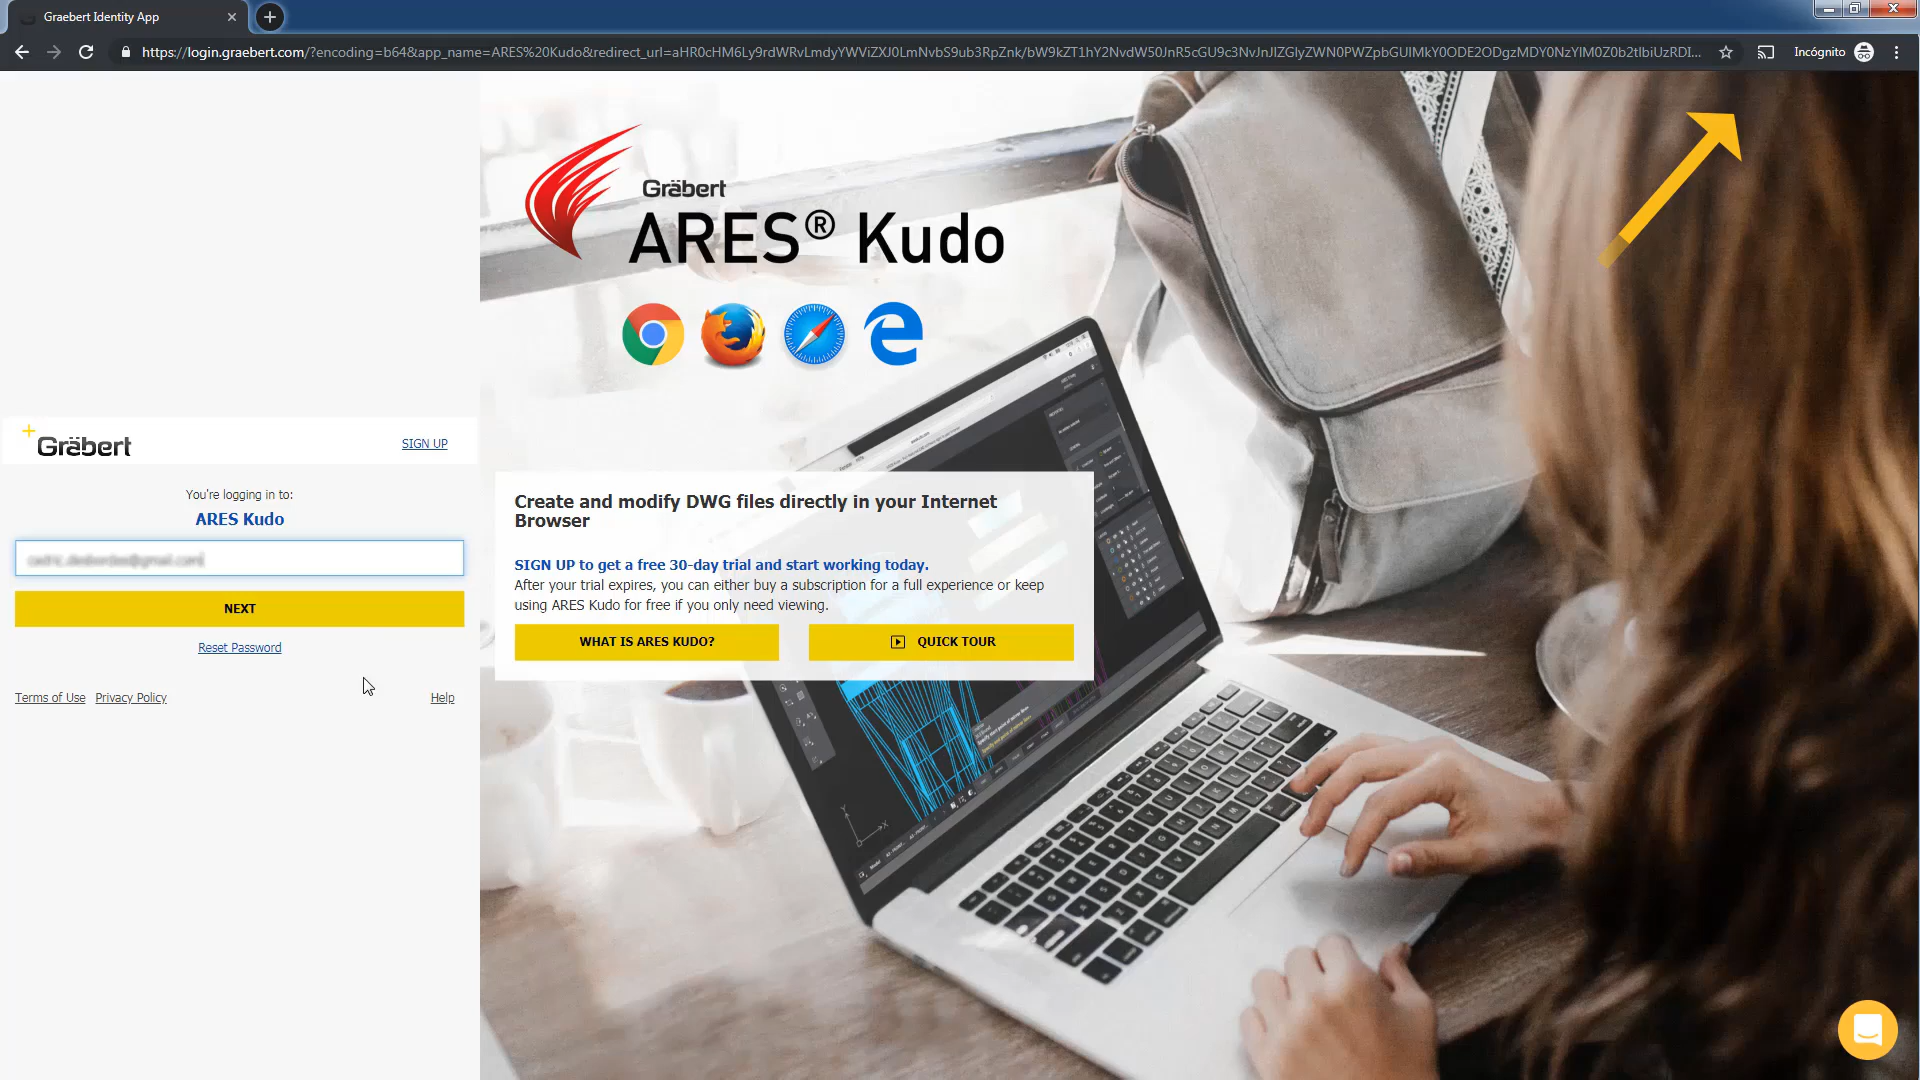 Graebert Identity App
https://login.graebert.com/?encoding=b64&app_name=ARES%20Kudo&redirect_url=aHR0cHM6Ly9rdWRvLmdyYWViZXJ0LmNvbS9ub3RpZnk/bW9kZT1hY2NvdW50JnR5cGU9c3NvJnJlZGlyZWN0PWZpbGUlMkY0ODE2ODgzMDY0NzYlM0Z0b2tlbiUzRDI...
Incógnito
Gräbert
ARES® Kudo
Gräbert
SIGN UP
You're logging in to:
ARES Kudo
NEXT
Reset Password
Terms of Use Privacy Policy Help
Create and modify DWG files directly in your Internet
Browser
SIGN UP to get a free 30-day trial and start working today.
After your trial expires, you can either buy a subscription for a full experience or keep
using ARES Kudo for free if you only need viewing.
WHAT IS ARES KUDO?
QUICK TOUR